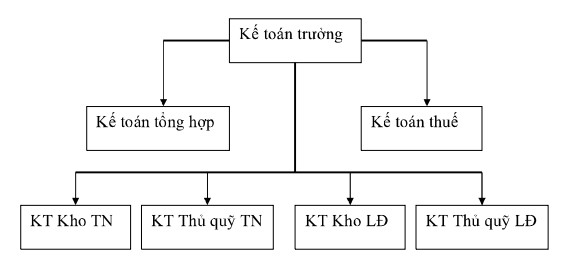 Kế toán trưởng
Kế toán tổng hợp
Kế toán thuế
KT Kho TN
KT Thủ quỹ TN
KT Kho LĐ
KT Thủ quỹ LĐ